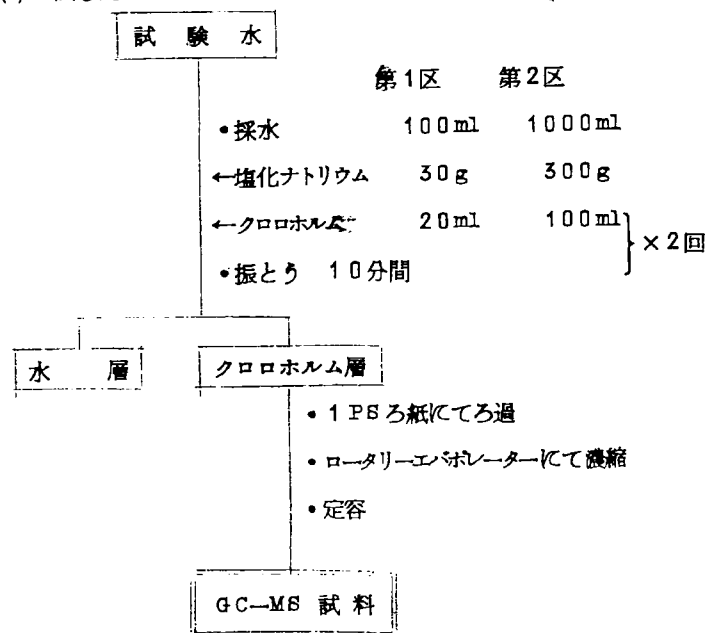 試験水
第1区 第2区
•採水 100ml 1000ml
←塩化ナトリウム 30g 300g
←クロロホルム 20ml 100ml
×2回
•振とう 10分間
水層 クロロホルム層
•1PSろ紙にてろ過
•ロータリーエバポレーターにて濃縮
•定容
GC—MS 試料